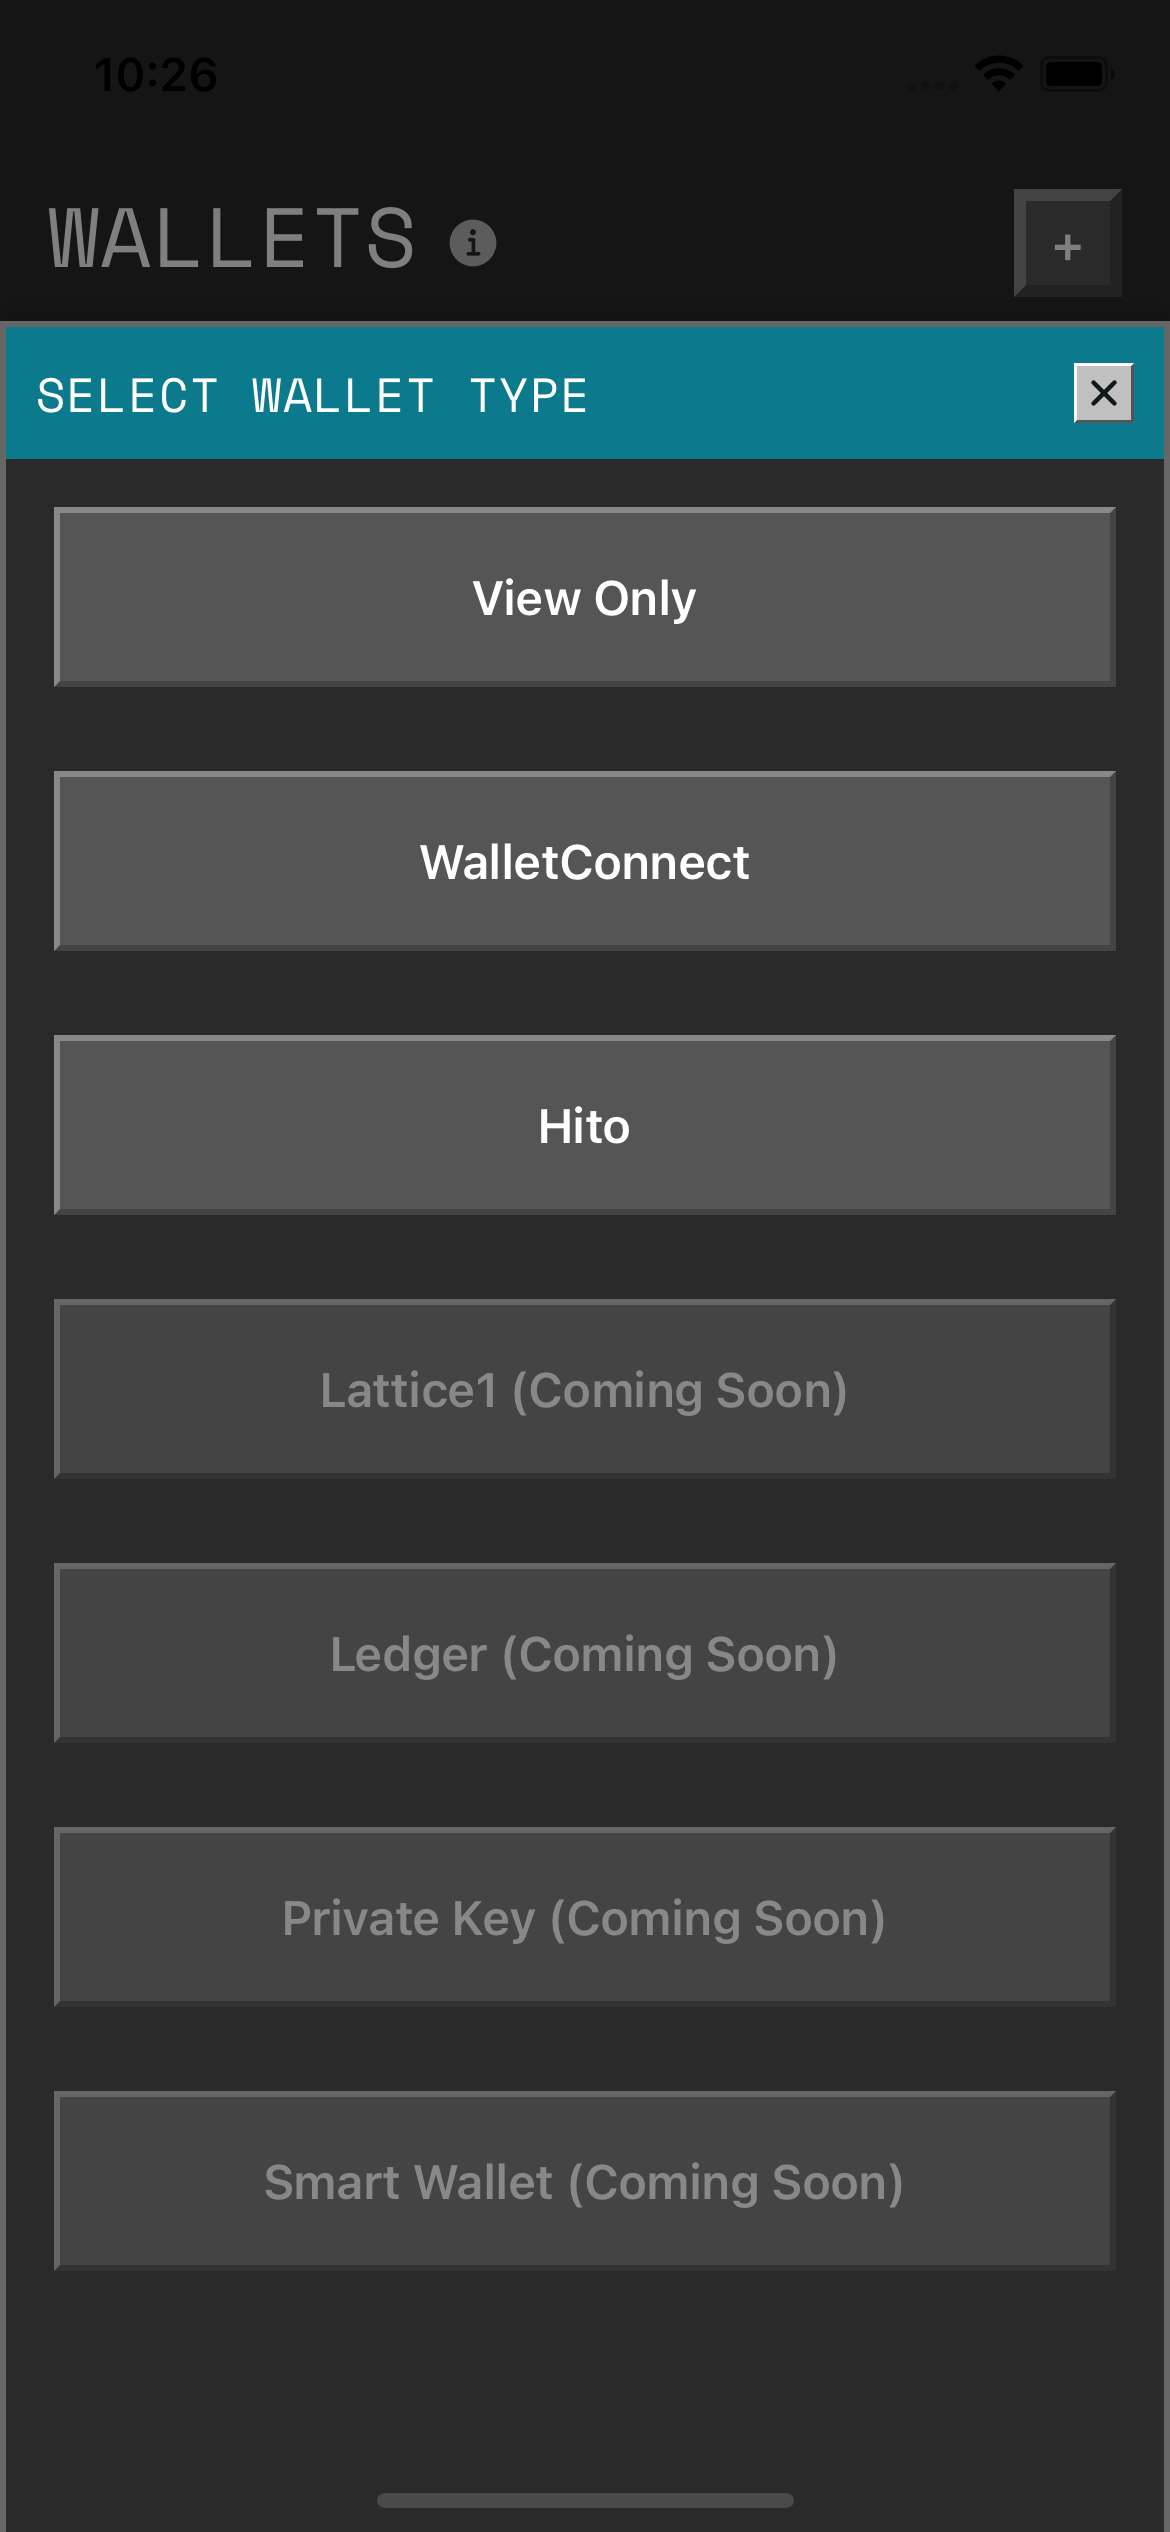 10:26
WALLETS
+
SELECT WALLET TYPE
View Only
WalletConnect
Hito
Lattice1 (Coming Soon)
Ledger (Coming Soon)
Private Key (Coming Soon)
Smart Wallet (Coming Soon)